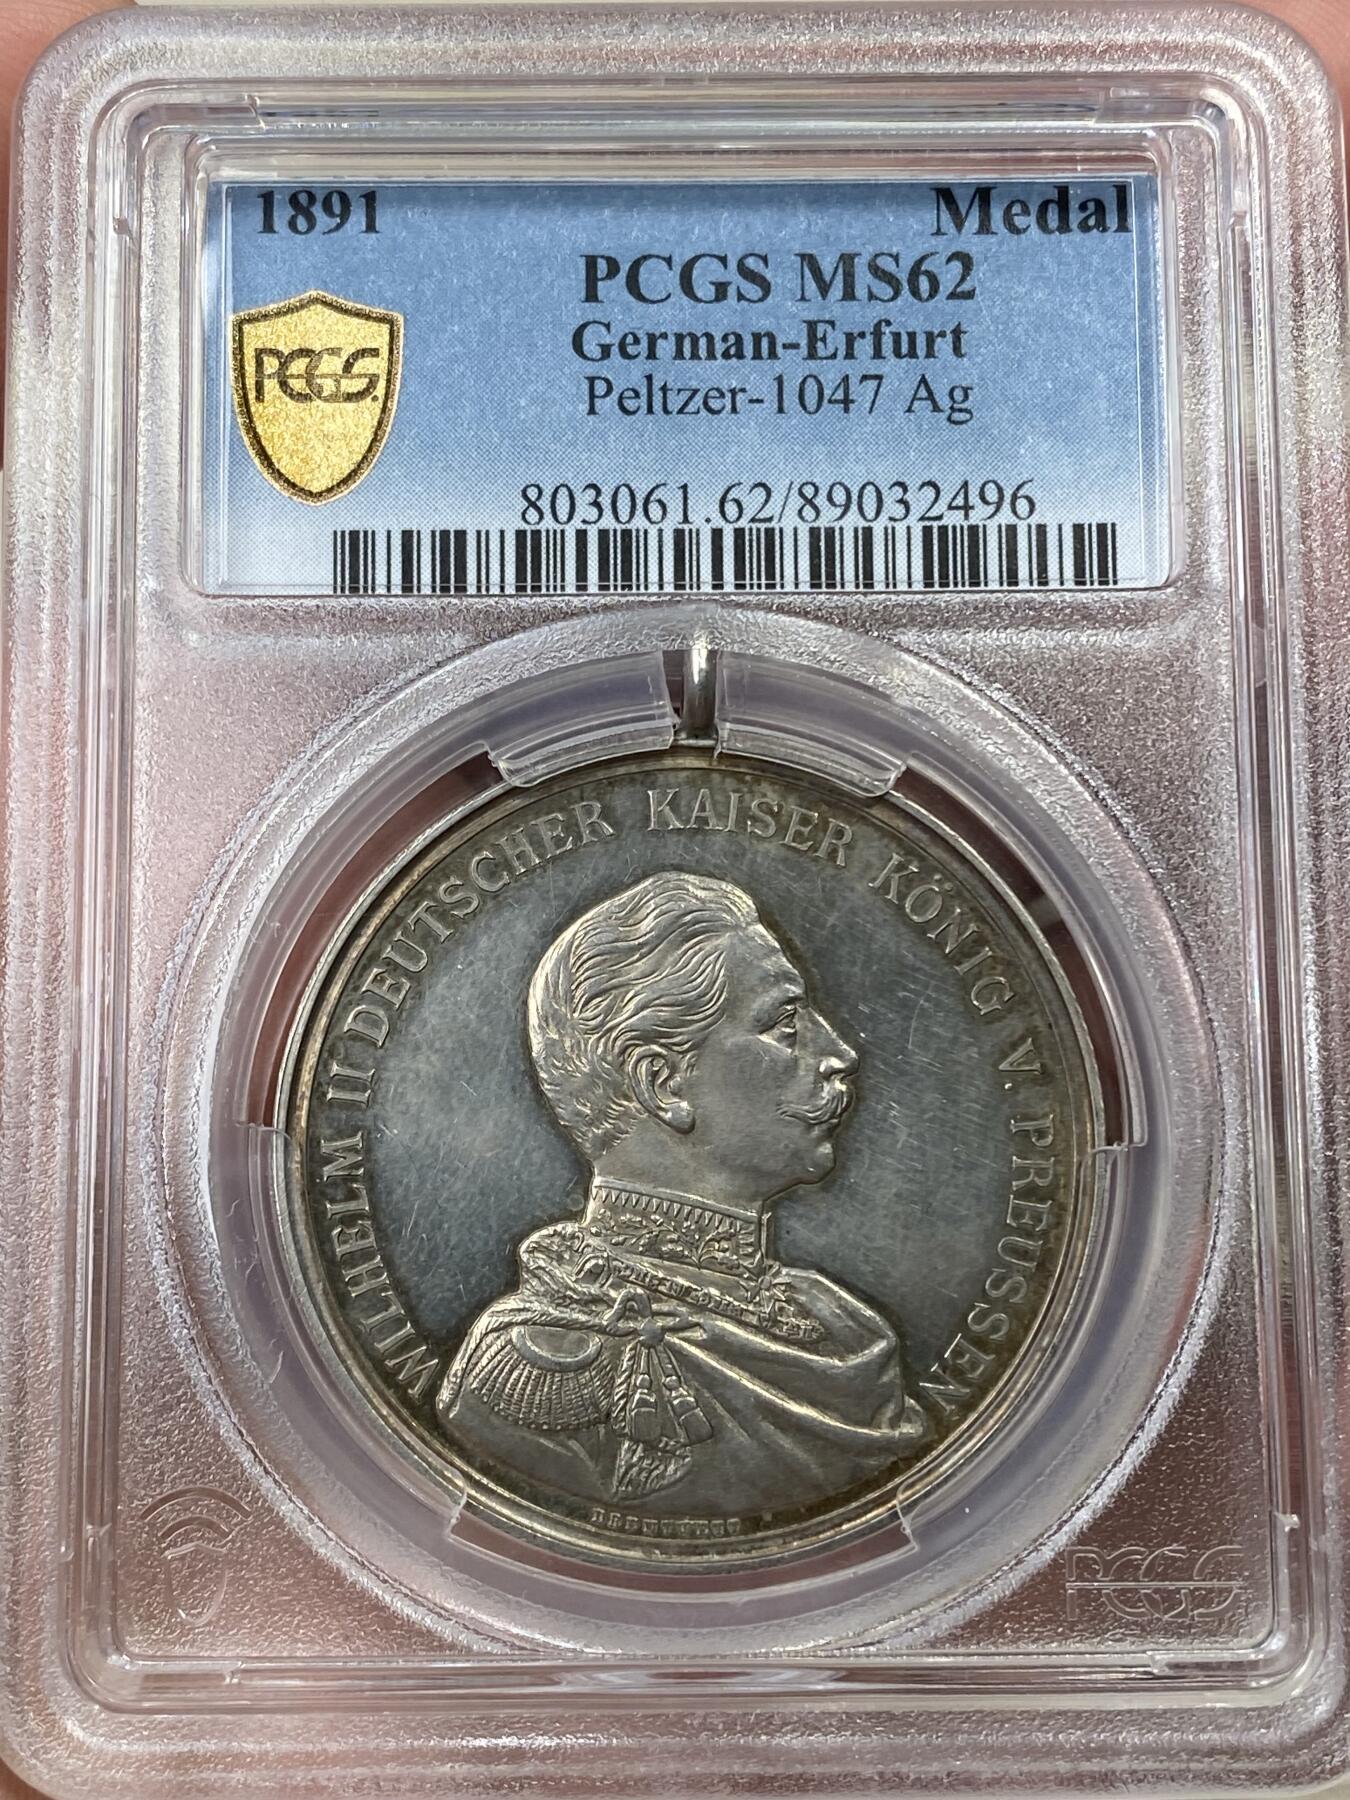 1891 Medal
PCGS MS62
German-Erfurt
Peltzer-1047 Ag
PCGS
803061.62/89032496
WILHELM II DEUTSCHER KAISER KÖNIG V. PREUSSEN
PCGS